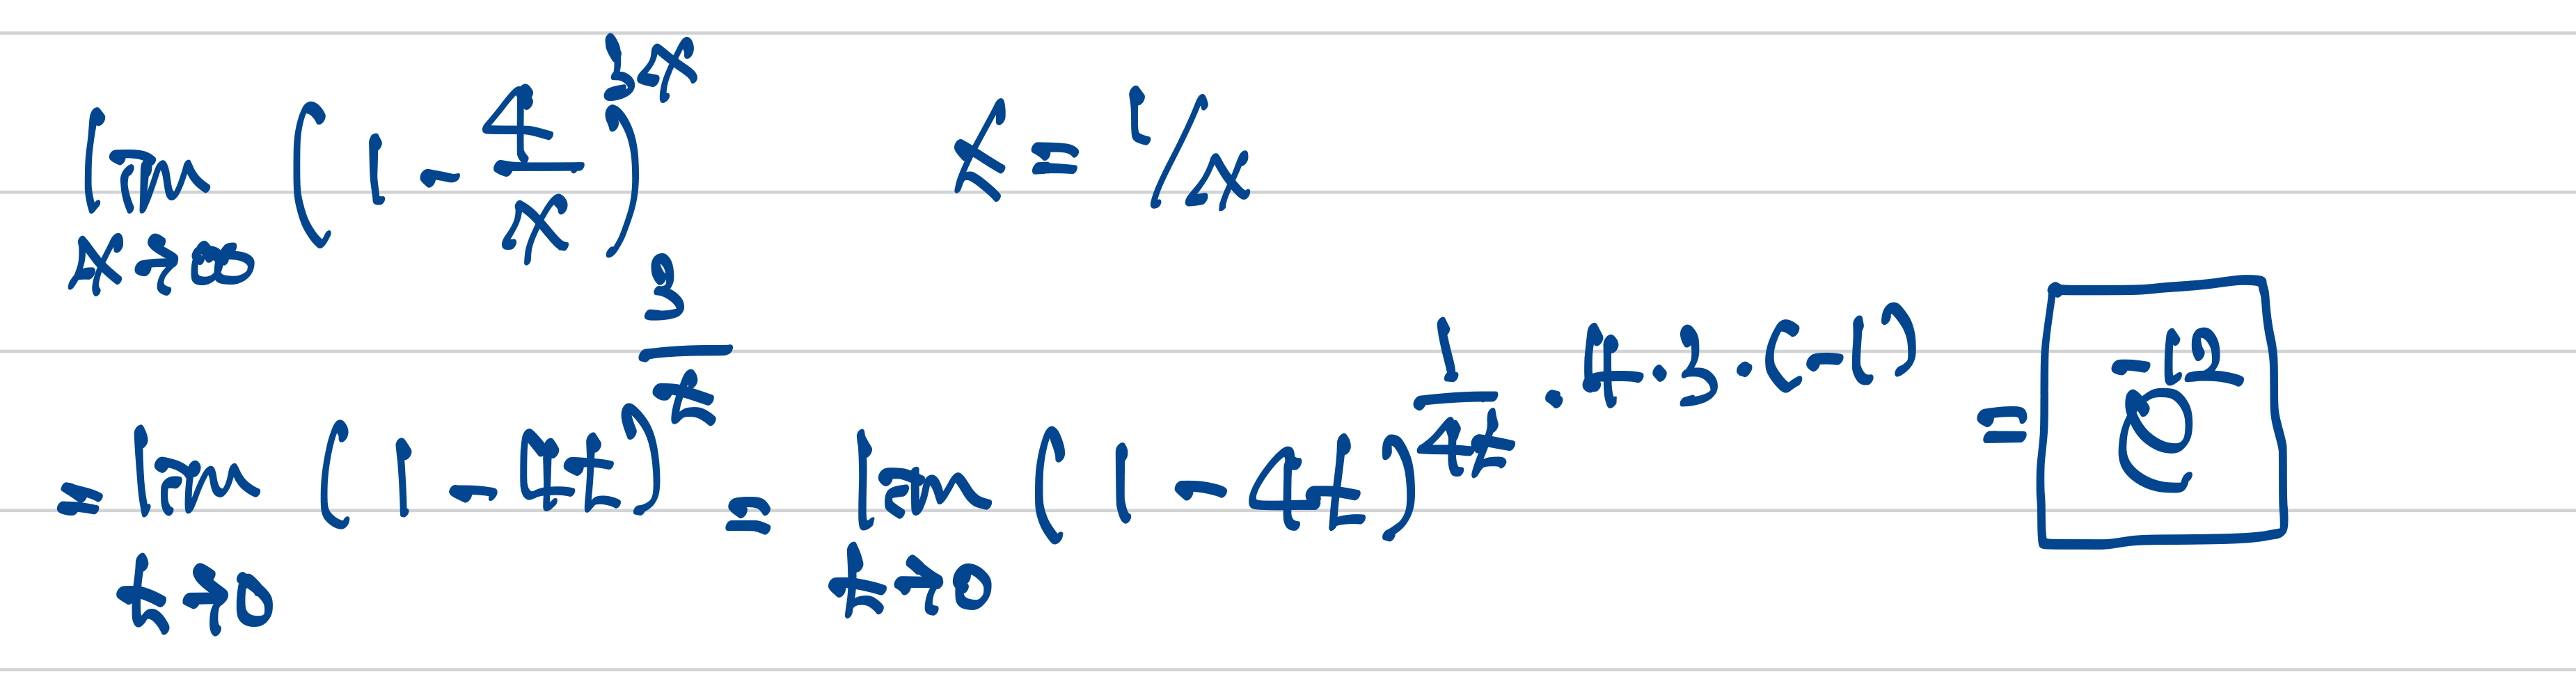 lim x→∞ (1 - 4/x)^{3x}    t = 1/x
= lim t→0 (1 - 4t)^{3/t} = lim t→0 (1 - 4t)^{1/4t · 4 · 3 · (-1)} = e^{-12}